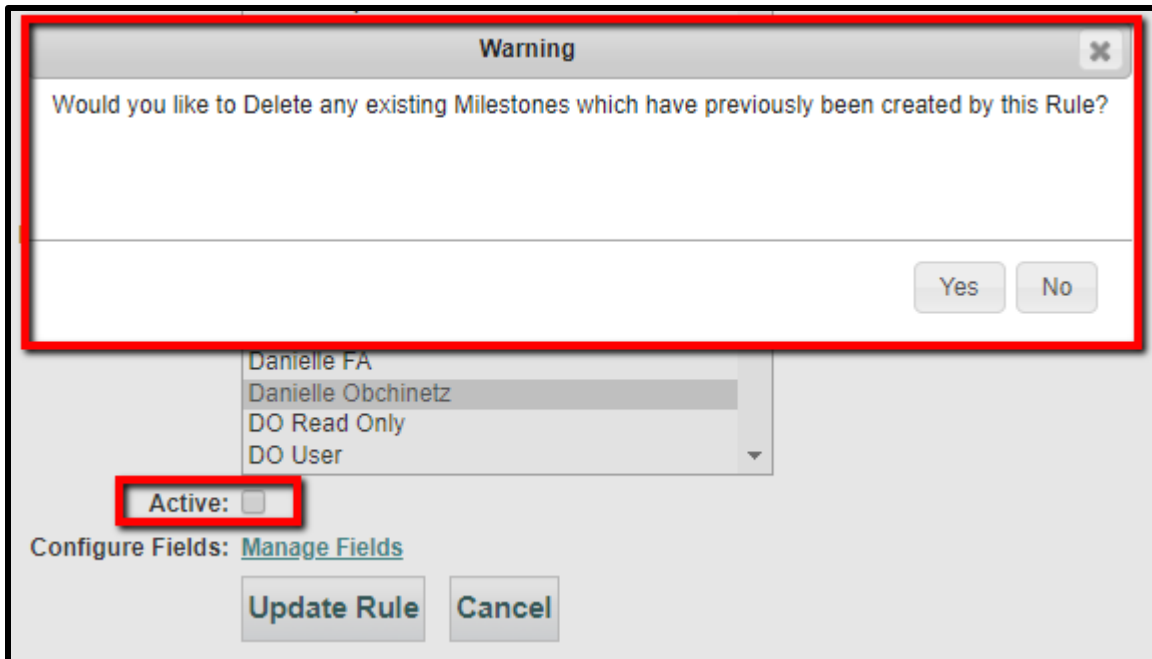 Warning
Would you like to Delete any existing Milestones which have previously been created by this Rule?
Yes No
Danielle FA
Danielle Obchinetz
DO Read Only
DO User
Active:
Configure Fields: Manage Fields
Update Rule Cancel